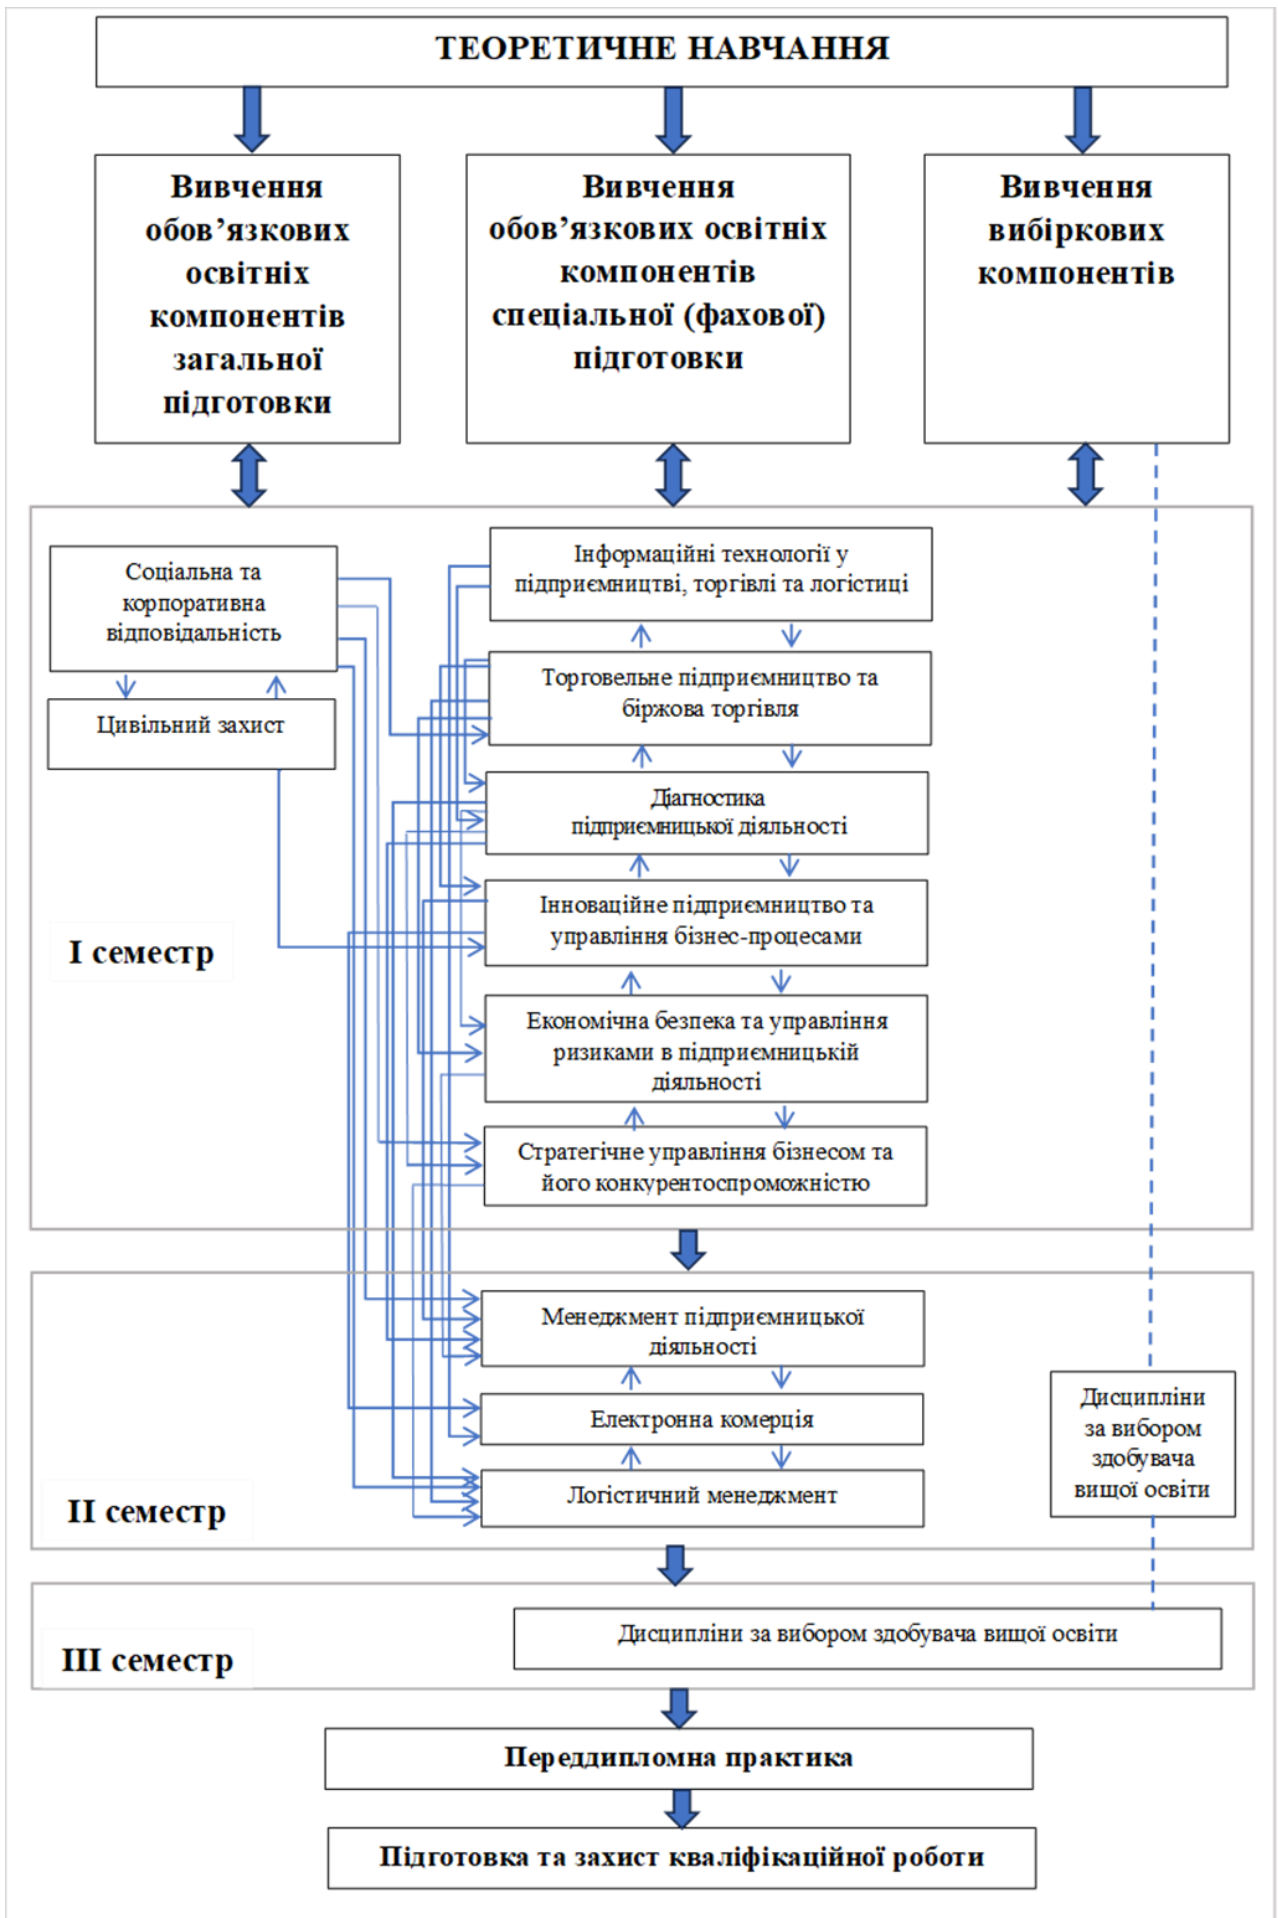 ТЕОРЕТИЧНЕ НАВЧАННЯ
Вивчення
обов’язкових
освітніх
компонентів
загальної
підготовки
Вивчення
обов’язкових освітніх
компонентів
спеціальної (фахової)
підготовки
Вивчення
вибіркових
компонентів
Соціальна та
корпоративна
відповідальність
Цивільний захист
Інформаційні технології у
підприємництві, торгівлі та логістиці
Торговельне підприємництво та
біржова торгівля
Діагностика
підприємницької діяльності
Інноваційне підприємництво та
управління бізнес-процесами
Економічна безпека та управління
ризиками в підприємницькій
діяльності
Стратегічне управління бізнесом та
його конкурентоспроможністю
І семестр
Менеджмент підприємницької
діяльності
Електронна комерція
Логістичний менеджмент
Дисципліни
за вибором
здобувача
вищої освіти
ІІ семестр
Дисципліни за вибором здобувача вищої освіти
ІІІ семестр
Переддипломна практика
Підготовка та захист кваліфікаційної роботи